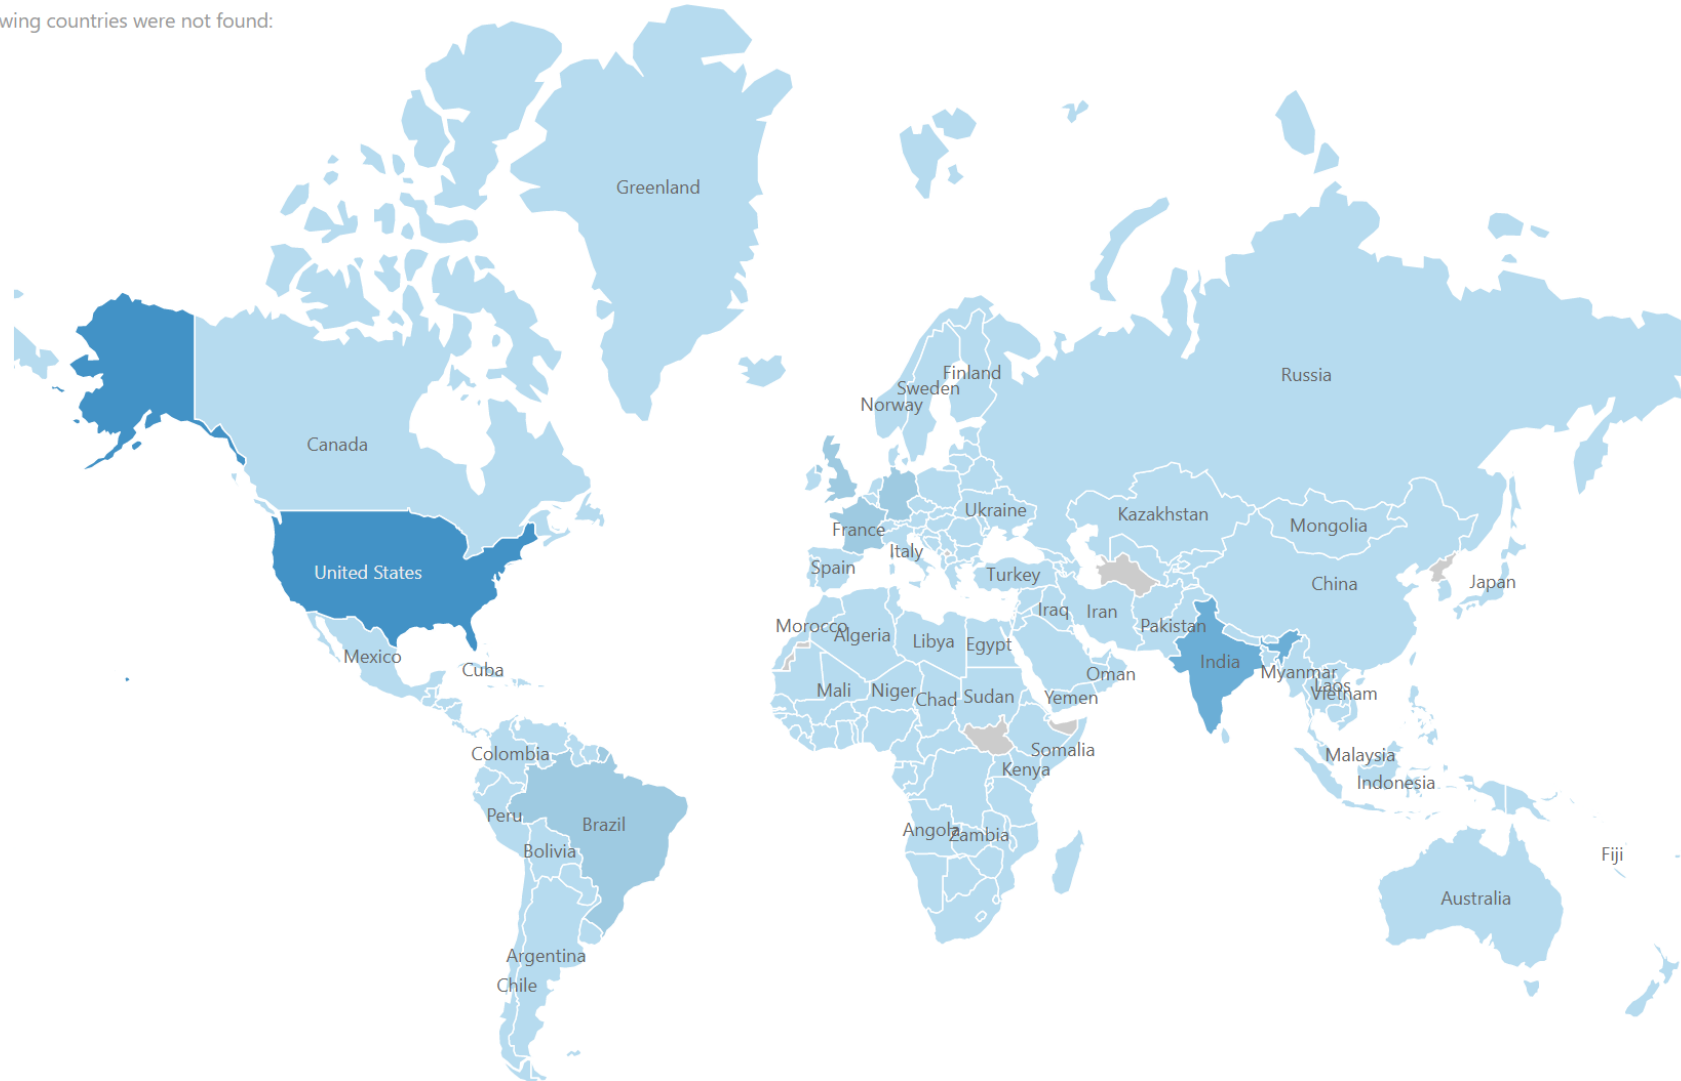 wing countries were not found:
Greenland
Finland
Russia
Sweden
Norway
Canada
Ukraine
Kazakhstan
Mongolia
France
Italy
United States
Spain
Turkey
China
Japan
Iraq
Iran
Morocco
Algeria
Pakistan
Libya
Egypt
Mexico
Cuba
India
Myanmar
Oman
Laos
Vietnam
Mali
Niger
Chad
Sudan
Yemen
Colombia
Somalia
Malaysia
Kenya
Indonesia
Peru
Brazil
Angola
Zambia
Bolivia
Fiji
Australia
Argentina
Chile